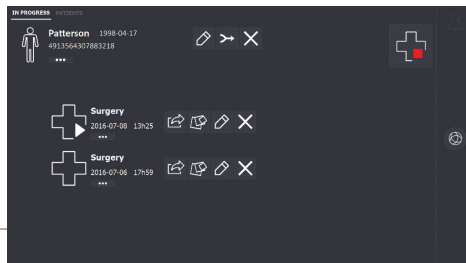 IN PROGRESS PATIENTS
Patterson 1998-04-17
4913564307883218
Surgery
2016-07-08 13h25
Surgery
2016-07-06 17h59